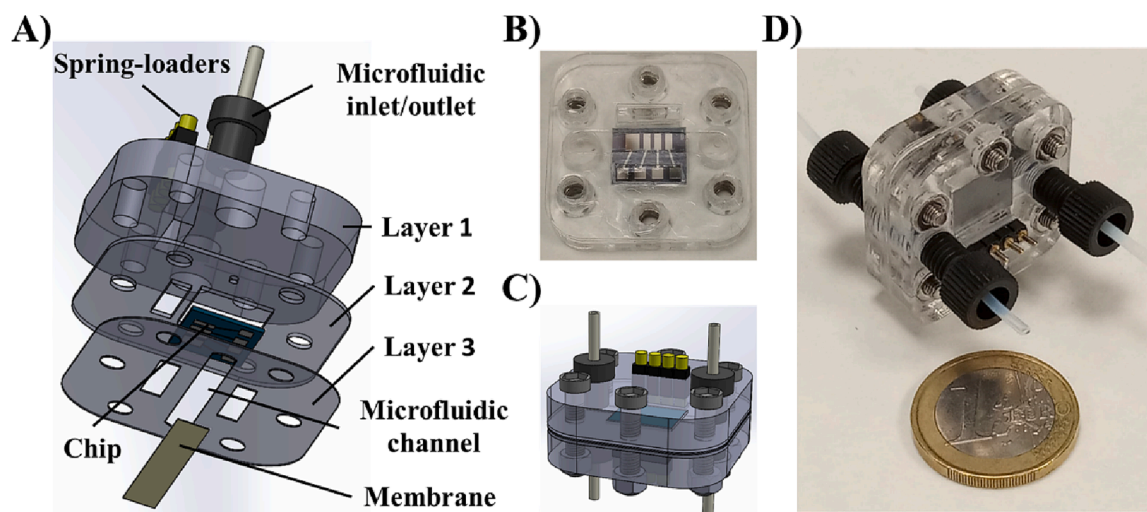 A)
Spring-loaders
Microfluidic
inlet/outlet
Layer 1
Layer 2
Layer 3
Microfluidic
channel
Chip
Membrane
B)
C)
D)